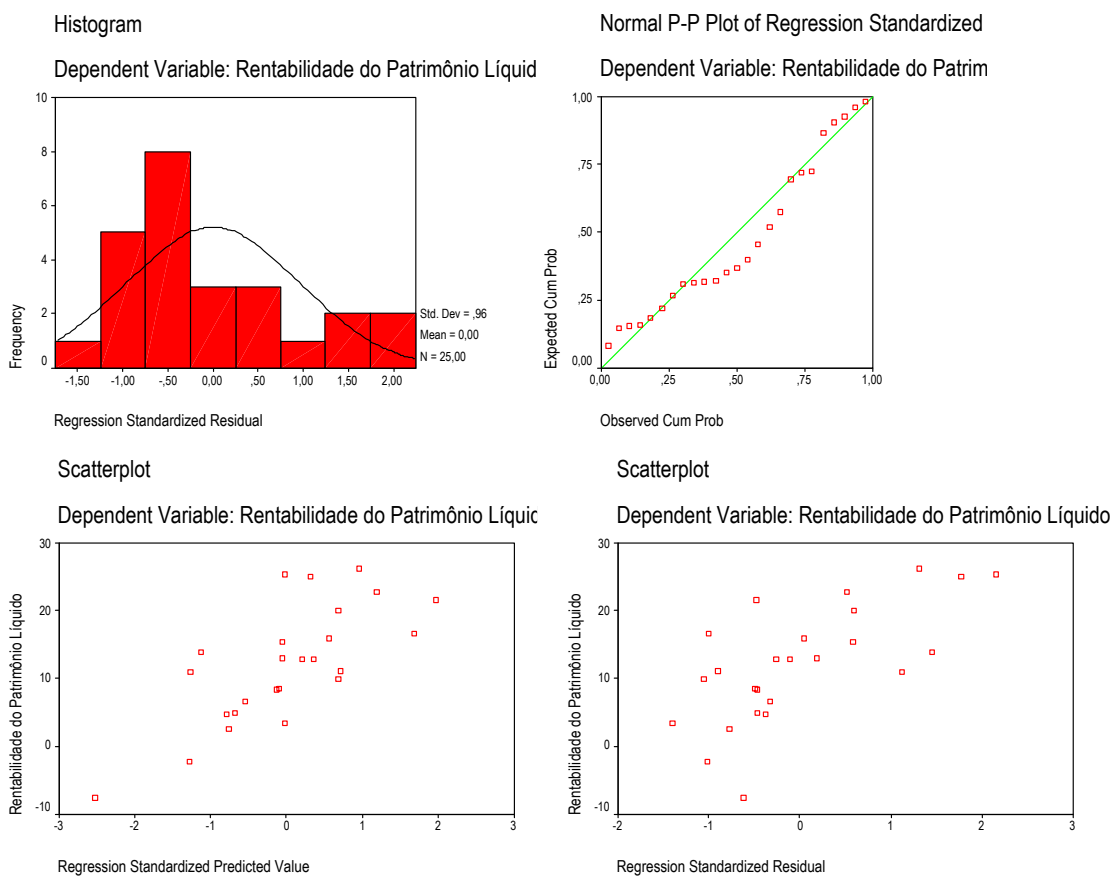 Histogram
Dependent Variable: Rentabilidade do Patrimônio Líquid
10
8
6
4
2
0
Frequency
-1,50 -1,00 -,50 0,00 ,50 1,00 1,50 2,00
Std. Dev = ,96
Mean = 0,00
N = 25,00
Regression Standardized Residual
Normal P-P Plot of Regression Standardized
Dependent Variable: Rentabilidade do Patrim
1,00
,75
,50
,25
0,00
Expected Cum Prob
0,00 ,25 ,50 ,75 1,00
Observed Cum Prob
Scatterplot
Dependent Variable: Rentabilidade do Patrimônio Líquic
30
20
10
0
-10
Rentabilidade do Patrimônio Líquido
-3 -2 -1 0 1 2 3
Regression Standardized Predicted Value
Scatterplot
Dependent Variable: Rentabilidade do Patrimônio Líquido
30
20
10
0
-10
Rentabilidade do Patrimônio Líquido
-2 -1 0 1 2 3
Regression Standardized Residual